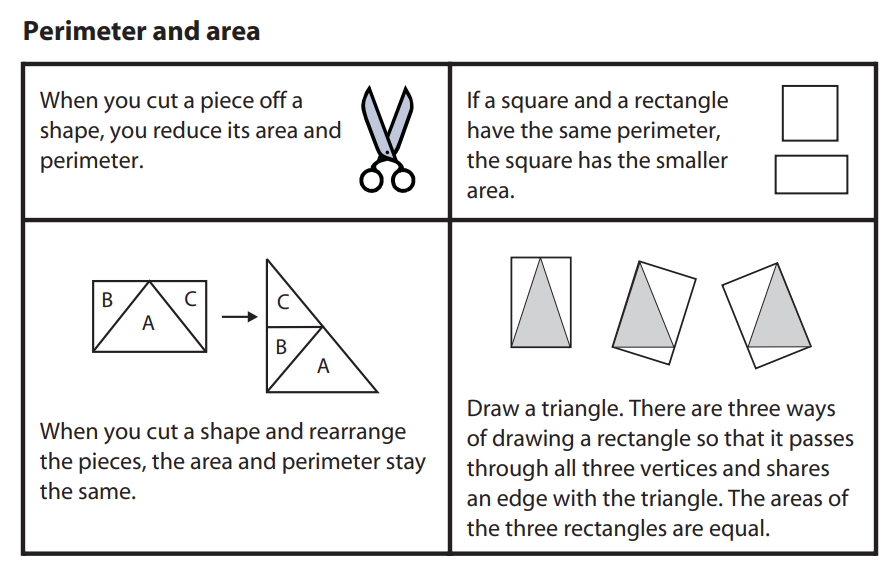 Perimeter and area
When you cut a piece off a
shape, you reduce its area and
perimeter.
If a square and a rectangle
have the same perimeter,
the square has the smaller
area.
B
C
A
C
B
A
When you cut a shape and rearrange
the pieces, the area and perimeter stay
the same.
Draw a triangle. There are three ways
of drawing a rectangle so that it passes
through all three vertices and shares
an edge with the triangle. The areas of
the three rectangles are equal.